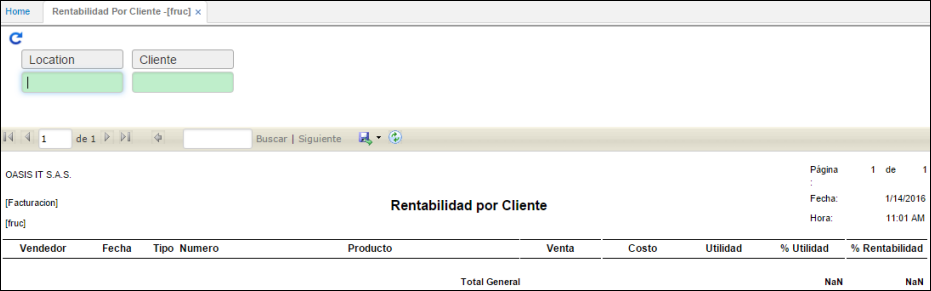 Home Rentabilidad Por Cliente -[fruc] ×
Location Cliente
1 de 1 Buscar | Siguiente
Página : 1 de 1
OASIS IT S.A.S.
[Facturacion] Fecha: 1/14/2016
Rentabilidad por Cliente
[fruc] Hora: 11:01 AM
Vendedor Fecha Tipo Numero Producto Venta Costo Utilidad % Utilidad % Rentabilidad
Total General NaN NaN